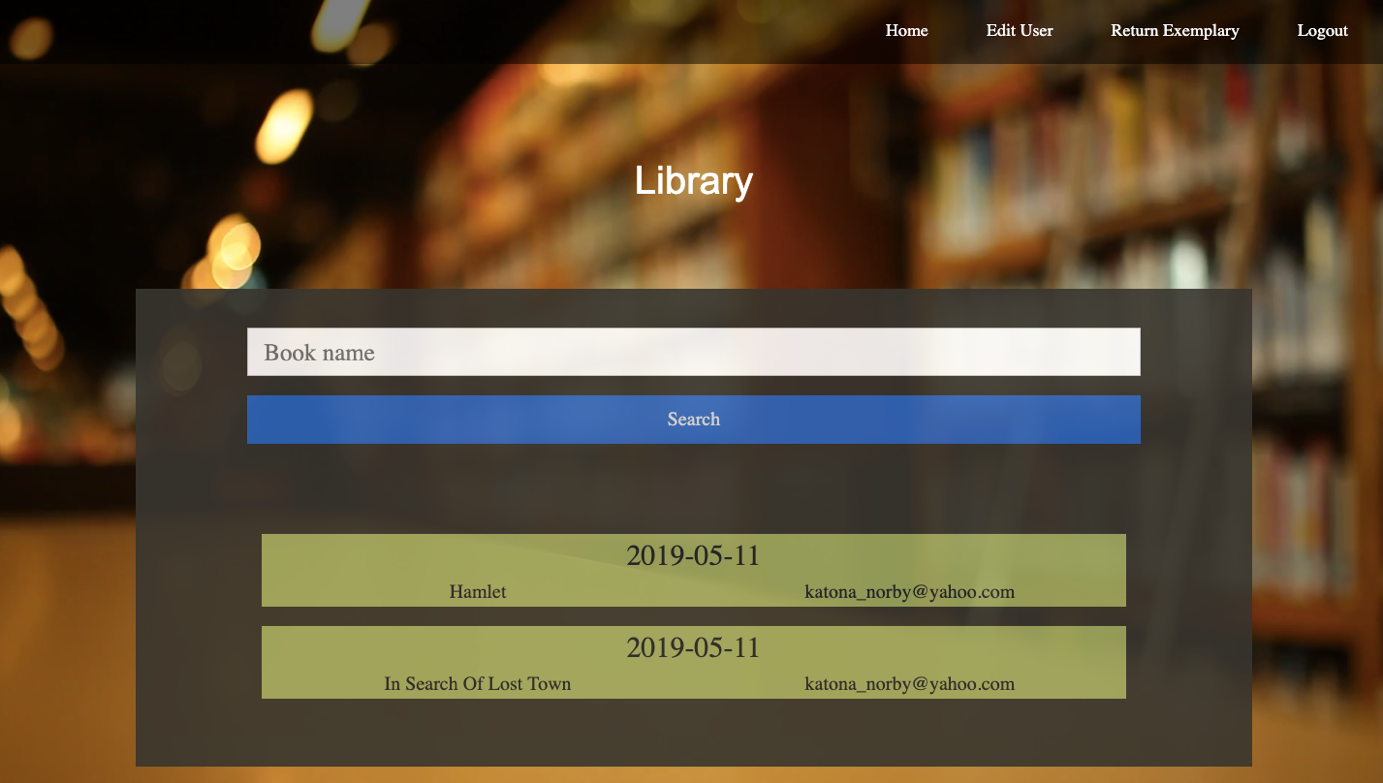 Home Edit User Return Exemplary Logout
Library
Book name
Search
2019-05-11
Hamlet katona_norby@yahoo.com
2019-05-11
In Search Of Lost Town katona_norby@yahoo.com